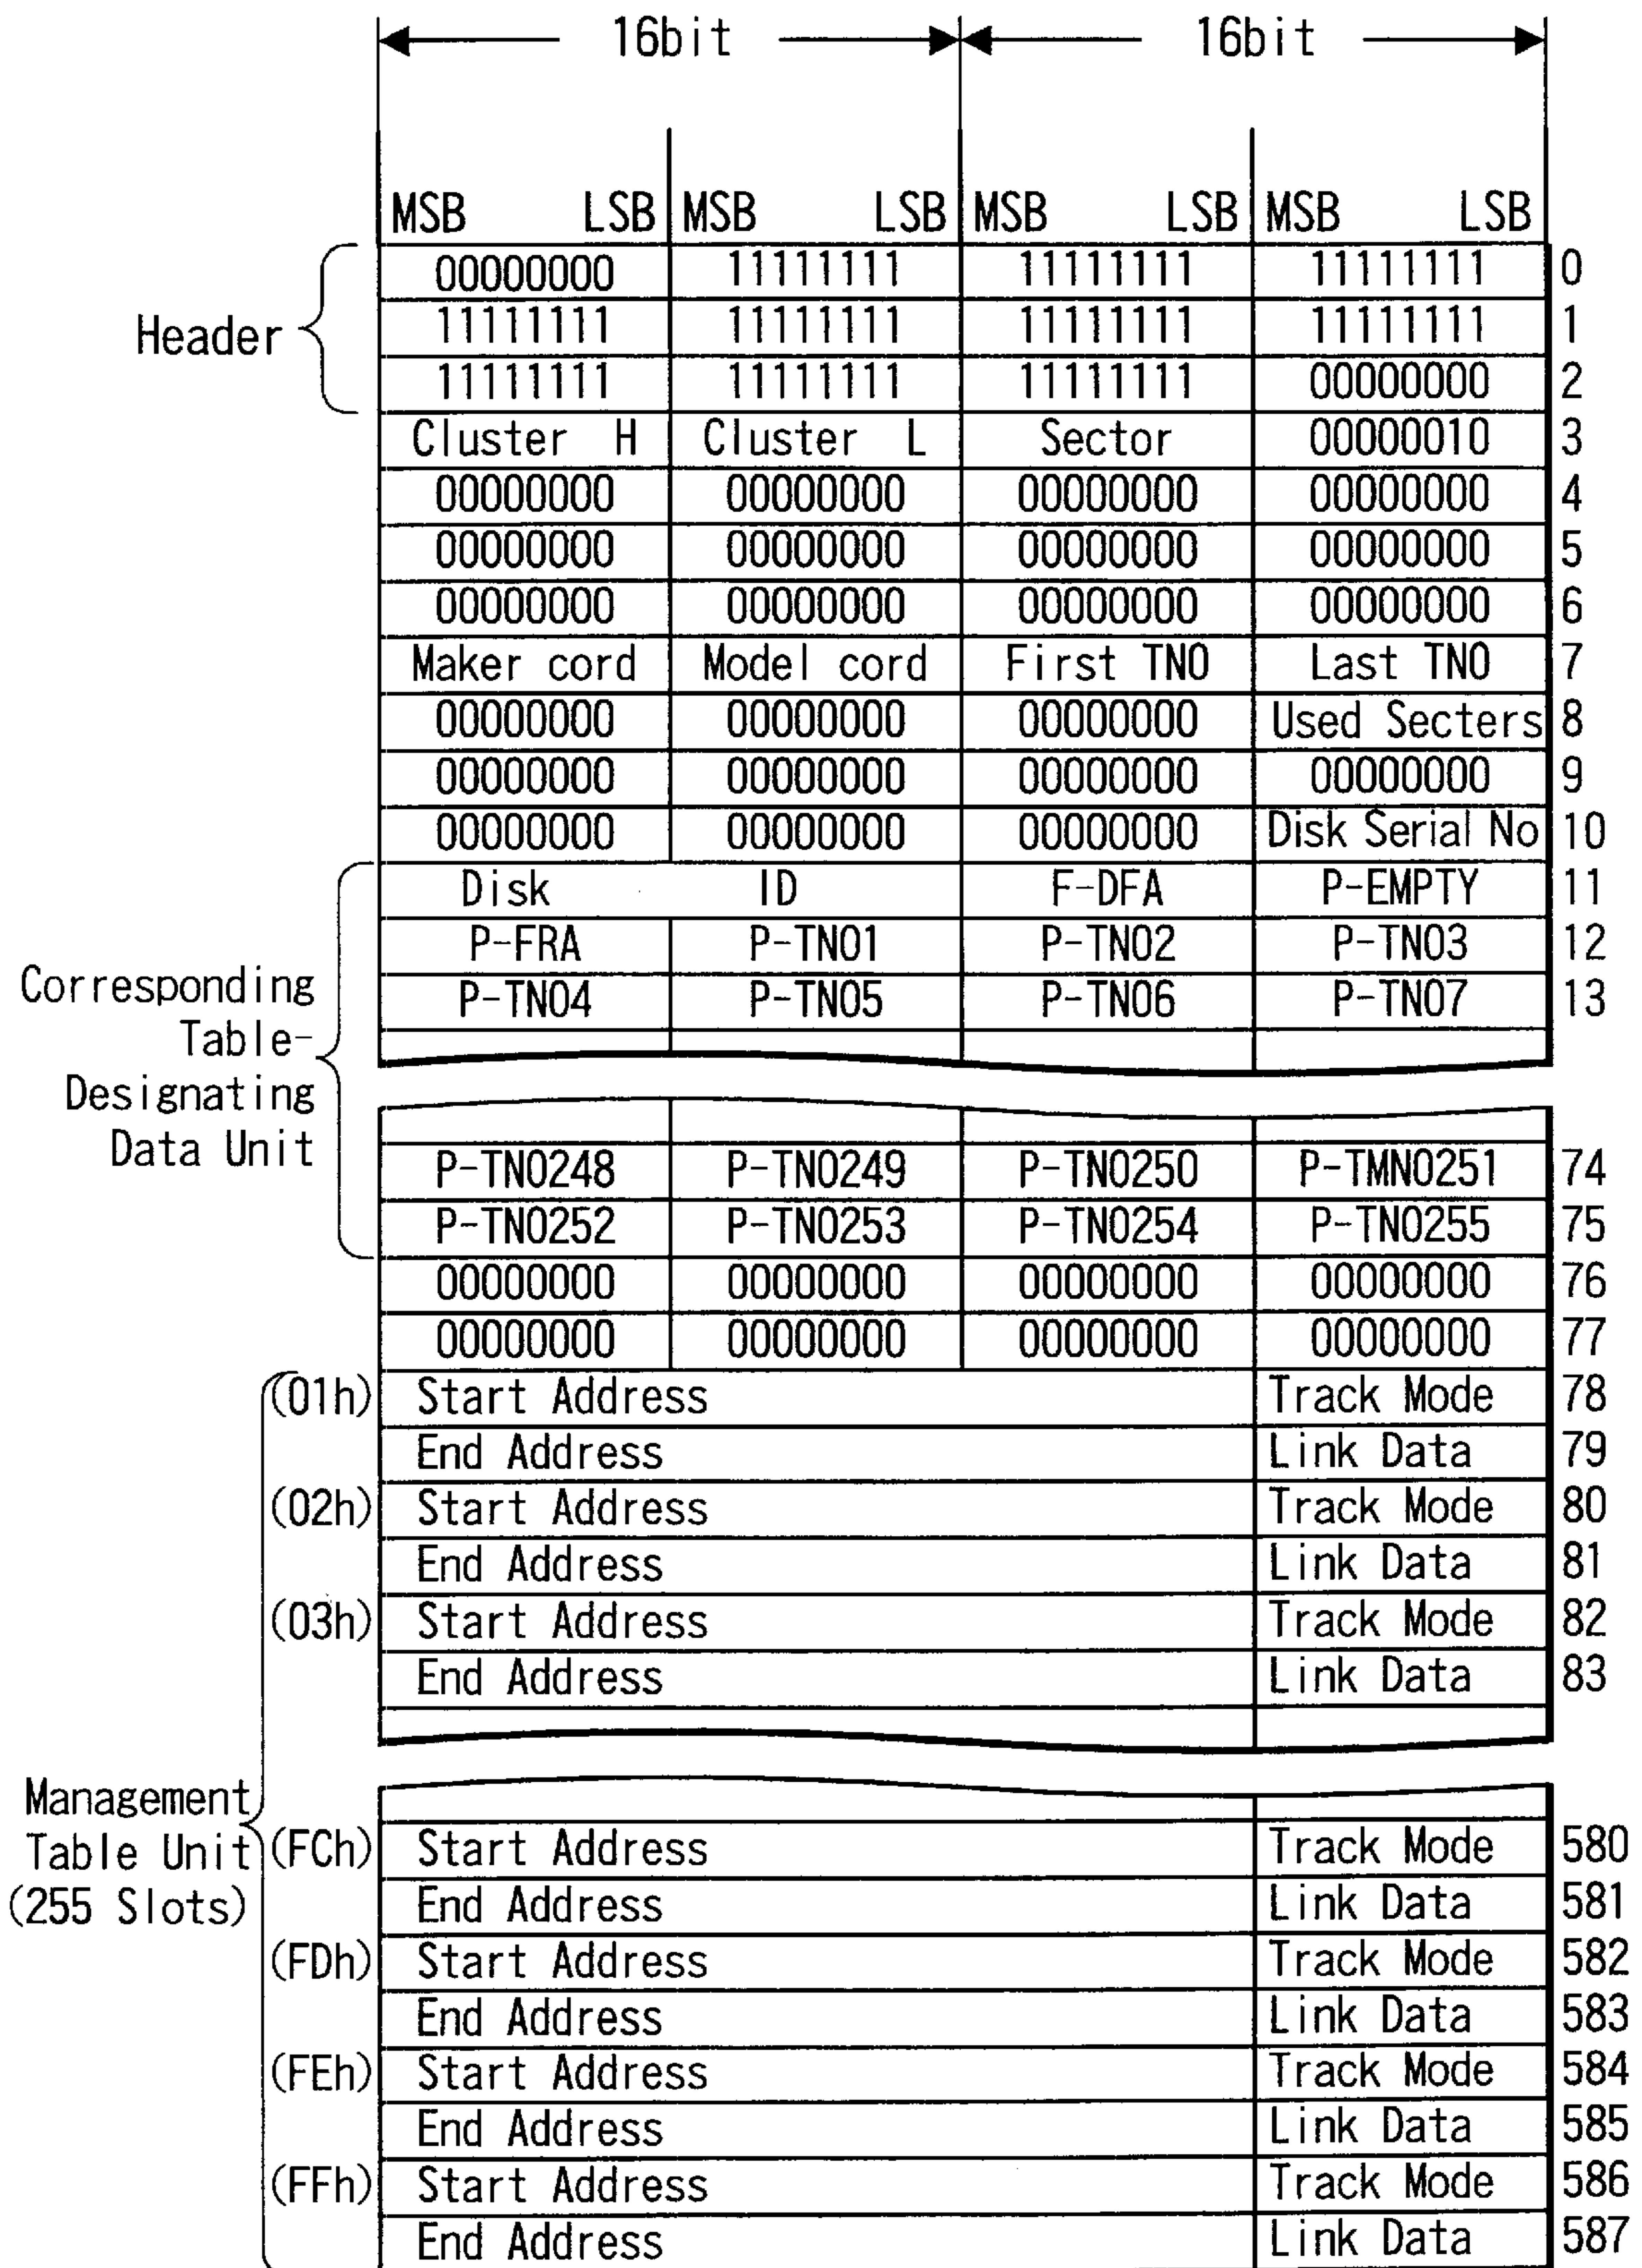 16bit 16bit
MSB LSB MSB LSB MSB LSB MSB LSB
00000000 11111111 11111111 11111111 0
Header 11111111 11111111 11111111 11111111 1
11111111 11111111 11111111 00000000 2
Cluster H Cluster L Sector 00000010 3
00000000 00000000 00000000 00000000 4
00000000 00000000 00000000 00000000 5
00000000 00000000 00000000 00000000 6
Maker cord Model cord First TNO Last TNO 7
00000000 00000000 00000000 Used Secters 8
00000000 00000000 00000000 00000000 9
00000000 00000000 00000000 Disk Serial No 10
Disk ID F-DFA P-EMPTY 11
P-FRA P-TNO1 P-TNO2 P-TNO3 12
Corresponding P-TNO4 P-TNO5 P-TNO6 P-TNO7 13
Table-
Designating
Data Unit
P-TNO248 P-TNO249 P-TNO250 P-TMNO251 74
P-TNO252 P-TNO253 P-TNO254 P-TNO255 75
00000000 00000000 00000000 00000000 76
00000000 00000000 00000000 00000000 77
(01h) Start Address Track Mode 78
End Address Link Data 79
(02h) Start Address Track Mode 80
End Address Link Data 81
(03h) Start Address Track Mode 82
End Address Link Data 83
Management
Table Unit (FCh) Start Address Track Mode 580
(255 Slots) End Address Link Data 581
(FDh) Start Address Track Mode 582
End Address Link Data 583
(FEh) Start Address Track Mode 584
End Address Link Data 585
(FFh) Start Address Track Mode 586
End Address Link Data 587